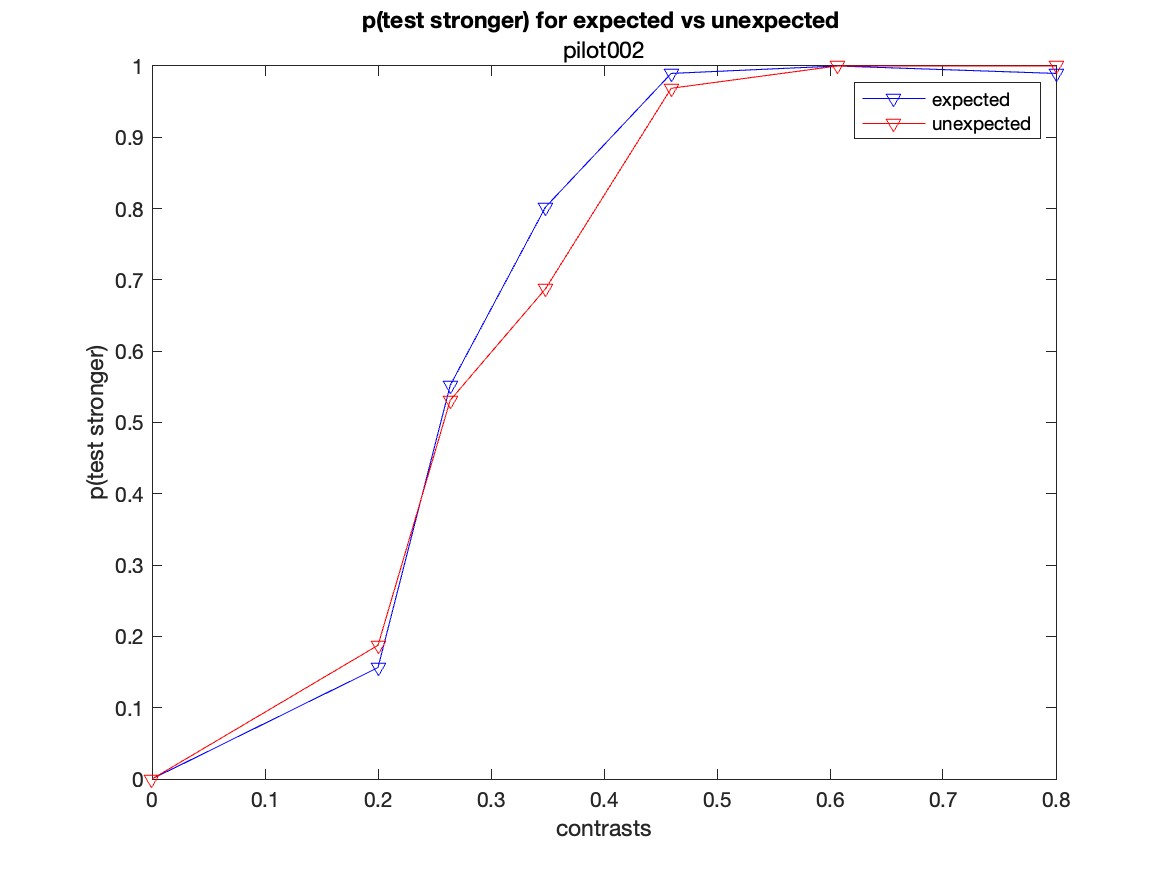 p(test stronger) for expected vs unexpected
pilot002
1
0.9
0.8
0.7
0.6
0.5
0.4
0.3
0.2
0.1
0
p(test stronger)
expected
unexpected
0 0.1 0.2 0.3 0.4 0.5 0.6 0.7 0.8
contrasts